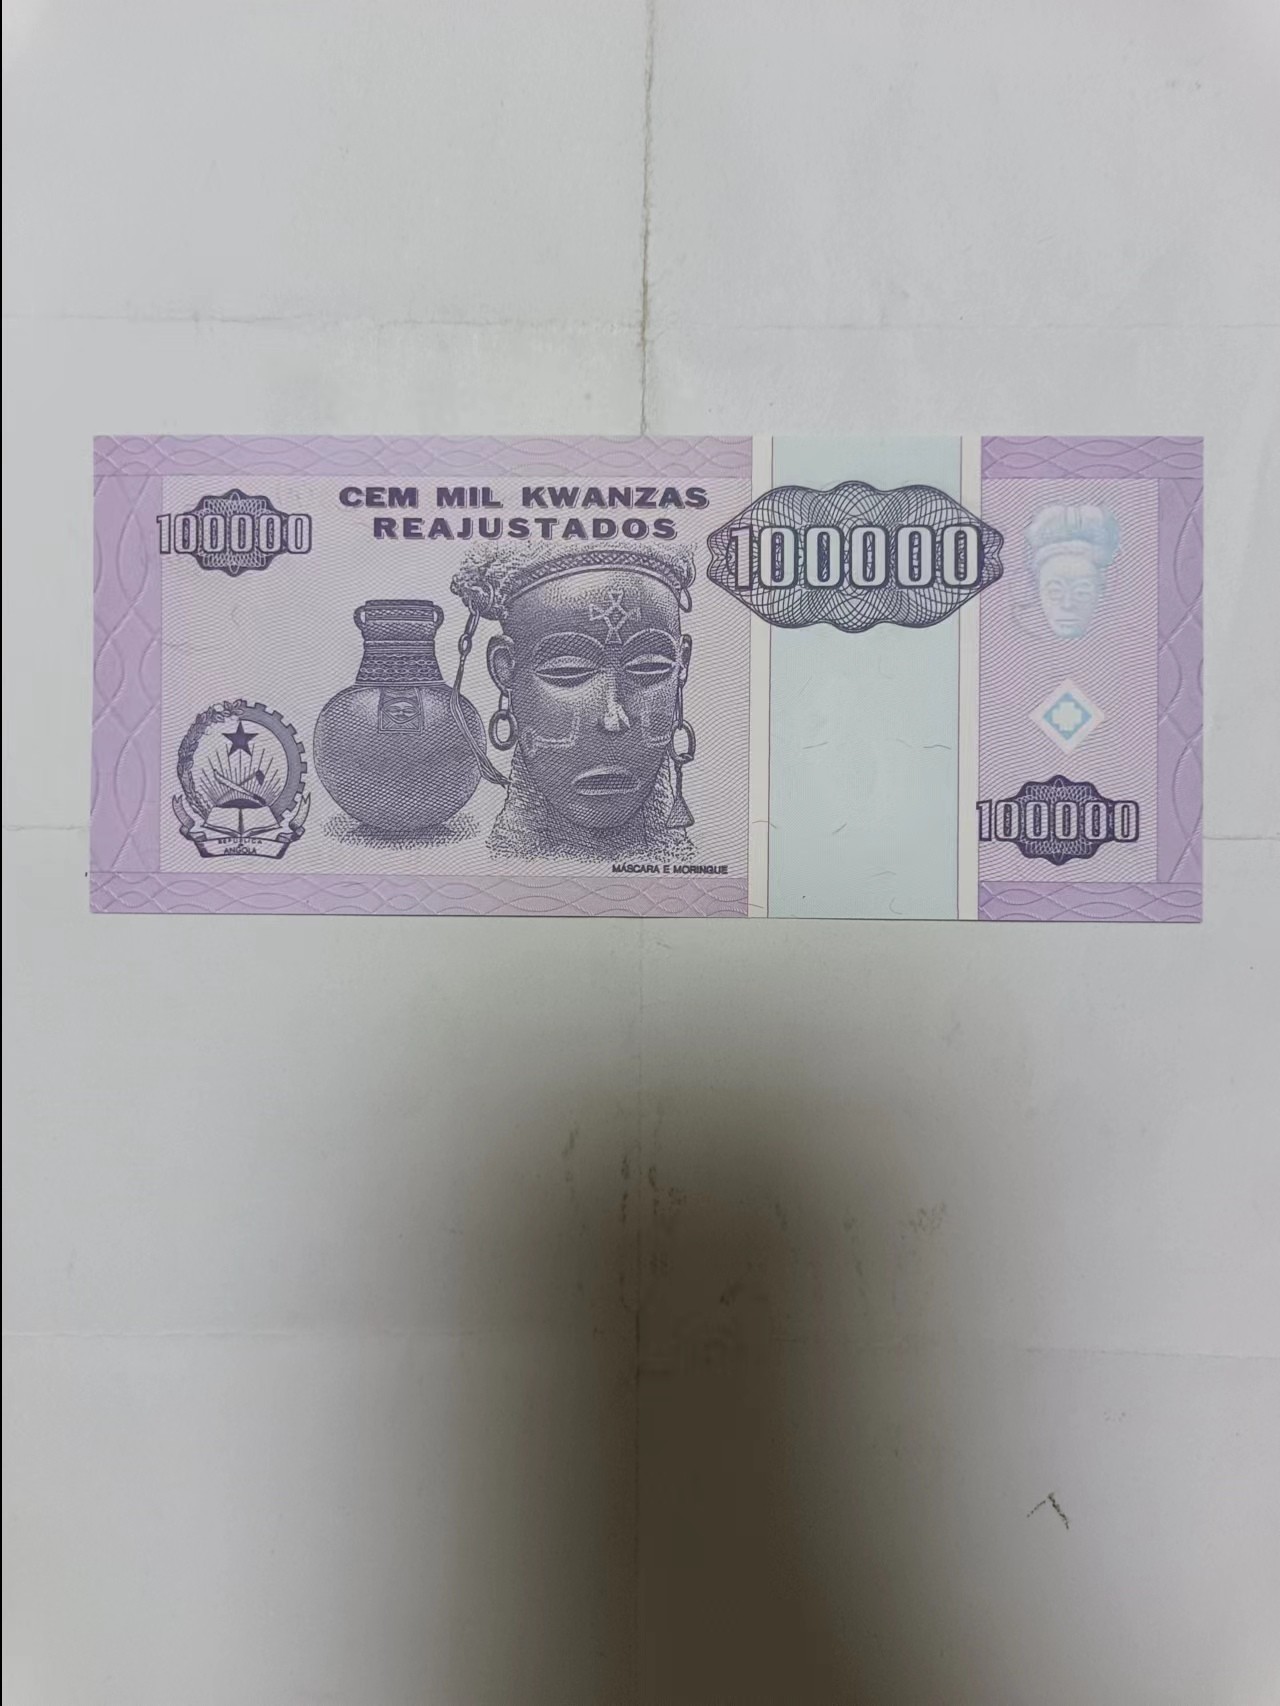 CEM MIL KWANZAS
REAJUSTADOS
100000
100000
REPÚBLICA
ANGOLA
MÁSCARA E MORINGUE
100000